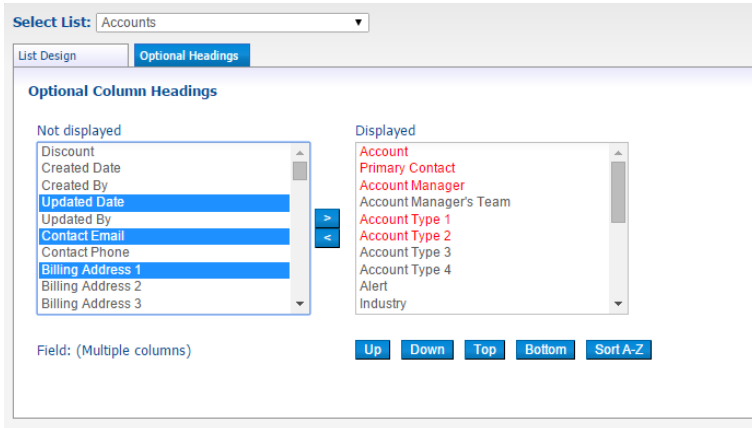 Select List: Accounts
List Design
Optional Headings
Optional Column Headings
Not displayed
Discount
Created Date
Created By
Updated Date
Updated By
Contact Email
Contact Phone
Billing Address 1
Billing Address 2
Billing Address 3
>
<
Displayed
Account
Primary Contact
Account Manager
Account Manager's Team
Account Type 1
Account Type 2
Account Type 3
Account Type 4
Alert
Industry
Field: (Multiple columns)
Up Down Top Bottom Sort A-Z